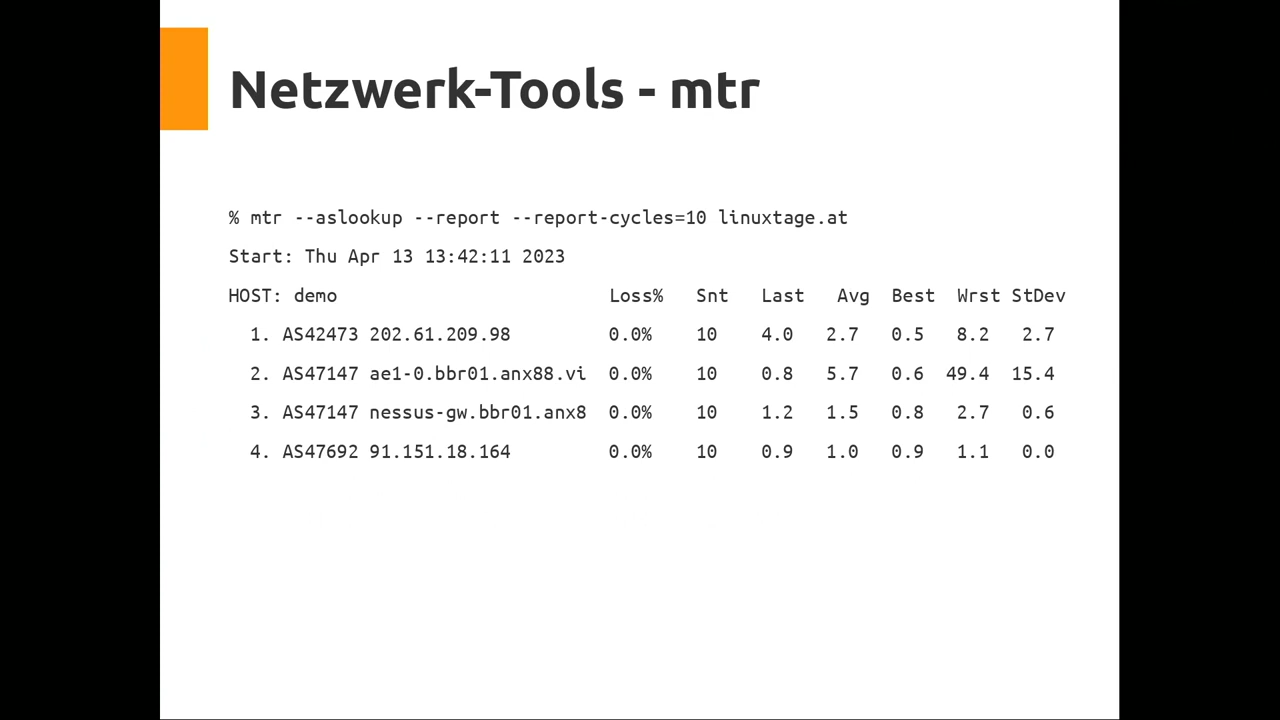 Netzwerk-Tools - mtr
% mtr --aslookup --report --report-cycles=10 linuxtage.at
Start: Thu Apr 13 13:42:11 2023
HOST: demo                         Loss%   Snt   Last   Avg  Best  Wrst StDev
  1. AS42473 202.61.209.98         0.0%    10    4.0   2.7   0.5   8.2   2.7
  2. AS47147 ae1-0.bbr01.anx88.vi  0.0%    10    0.8   5.7   0.6  49.4  15.4
  3. AS47147 nessus-gw.bbr01.anx8  0.0%    10    1.2   1.5   0.8   2.7   0.6
  4. AS47692 91.151.18.164         0.0%    10    0.9   1.0   0.9   1.1   0.0